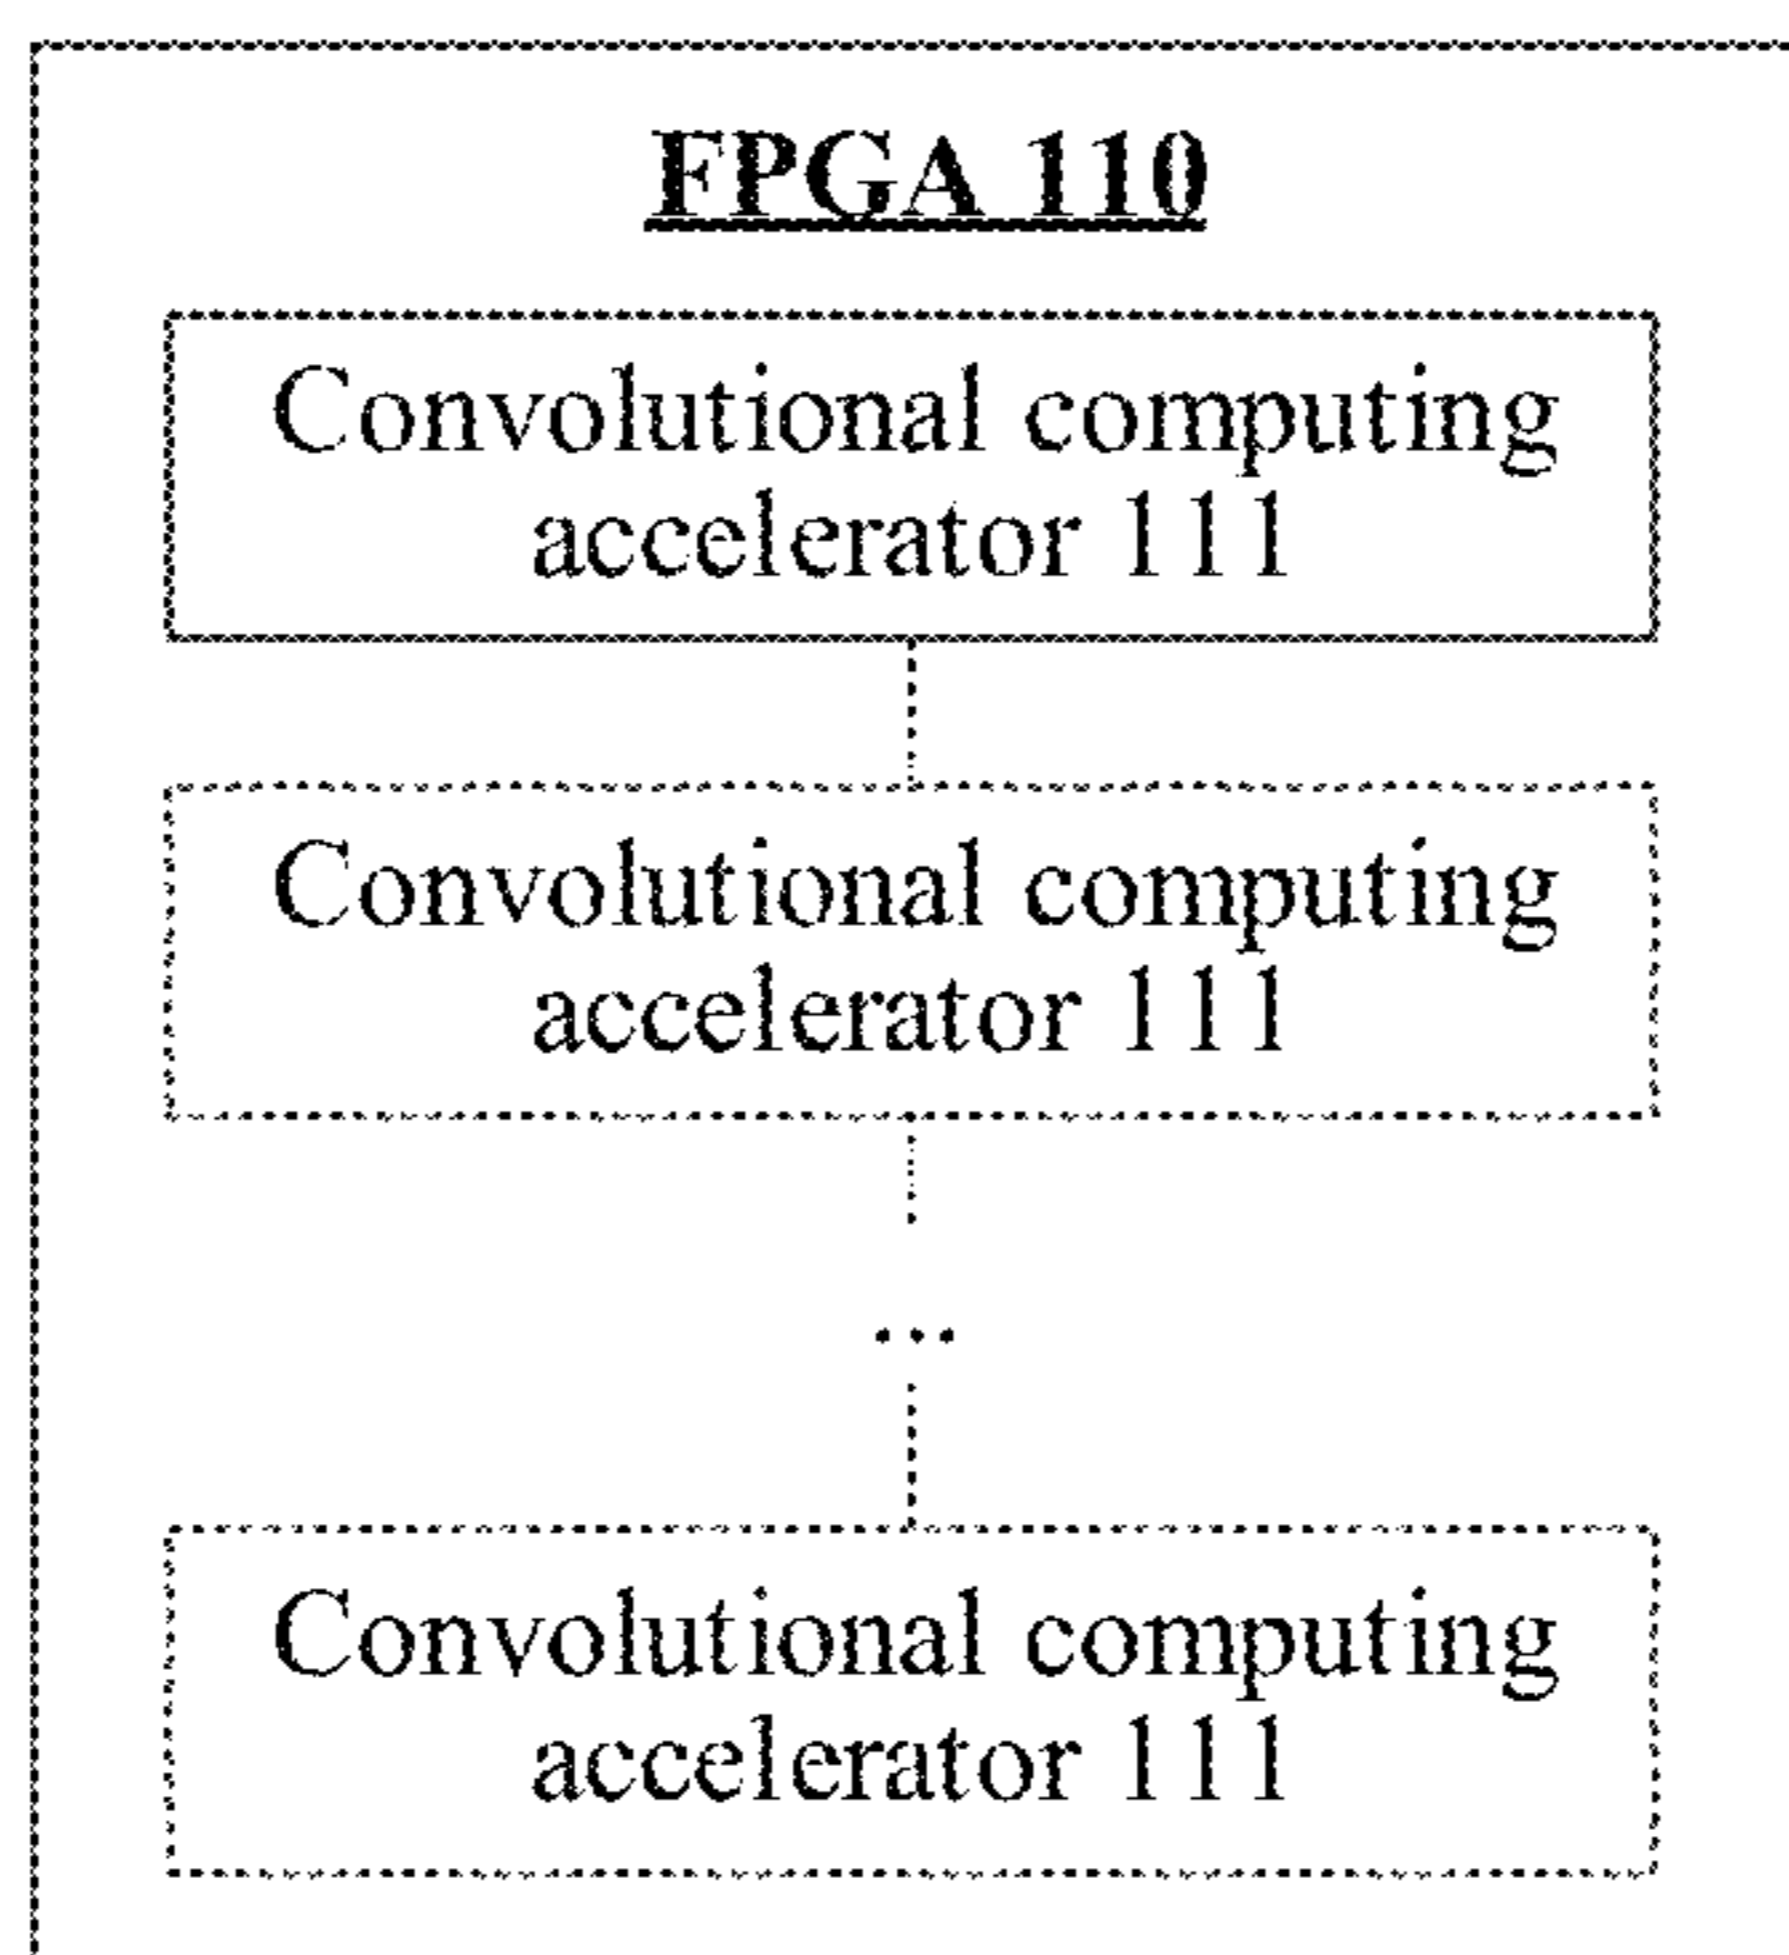 FPGA 110
Convolutional computing
accelerator 111
Convolutional computing
accelerator 111
...
Convolutional computing
accelerator 111